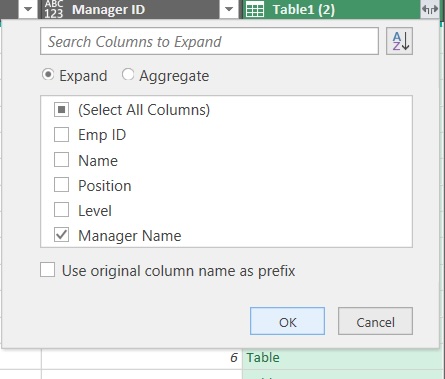 ABC
123
Manager ID
Table1 (2)
Search Columns to Expand
A
Z
Expand
Aggregate
(Select All Columns)
Emp ID
Name
Position
Level
Manager Name
Use original column name as prefix
OK
Cancel
6
Table